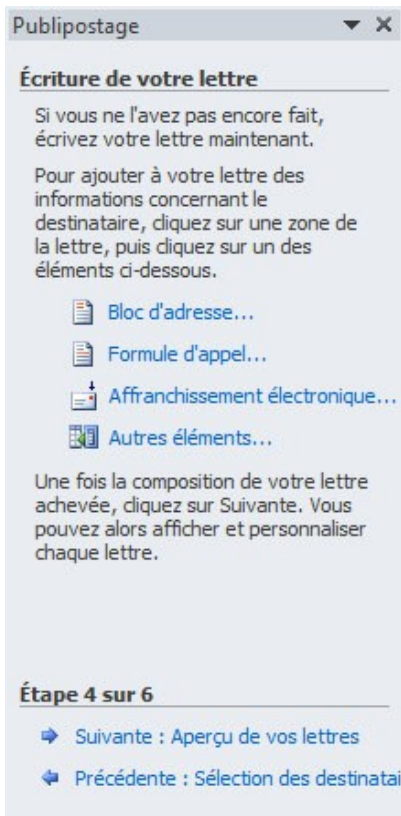 Publipostage
Écriture de votre lettre
Si vous ne l'avez pas encore fait,
écrivez votre lettre maintenant.
Pour ajouter à votre lettre des
informations concernant le
destinataire, cliquez sur une zone de
la lettre, puis cliquez sur un des
éléments ci-dessous.
Bloc d'adresse...
Formule d'appel...
Affranchissement électronique...
Autres éléments...
Une fois la composition de votre lettre
achevée, cliquez sur Suivante. Vous
pouvez alors afficher et personnaliser
chaque lettre.
Étape 4 sur 6
Suivante : Aperçu de vos lettres
Précédente : Sélection des destinatai